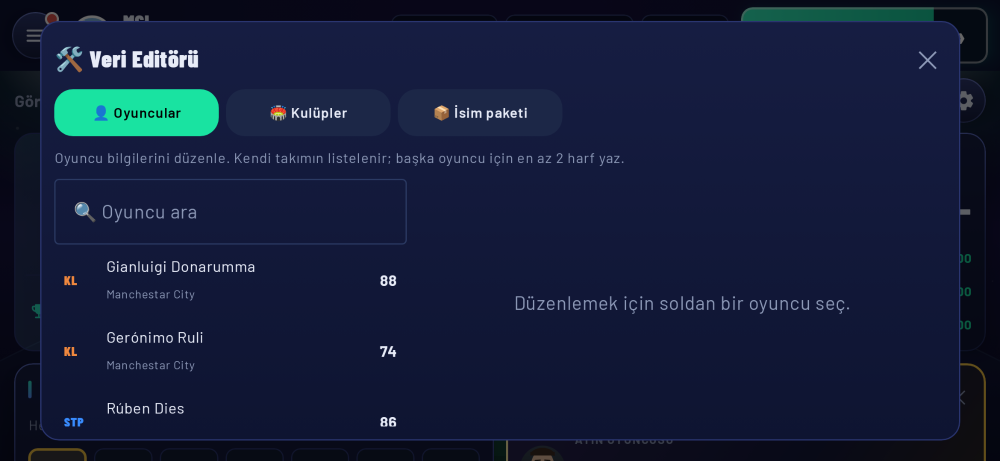 Veri Editörü
Oyuncular
Kulüpler
İsim paketi
Oyuncu bilgilerini düzenle. Kendi takımın listelenir; başka oyuncu için en az 2 harf yaz.
Oyuncu ara
KL
Gianluigi Donarumma
Manchestar City
88
KL
Gerónimo Ruli
Manchestar City
74
STP
Rúben Dies
86
Düzenlemek için soldan bir oyuncu seç.